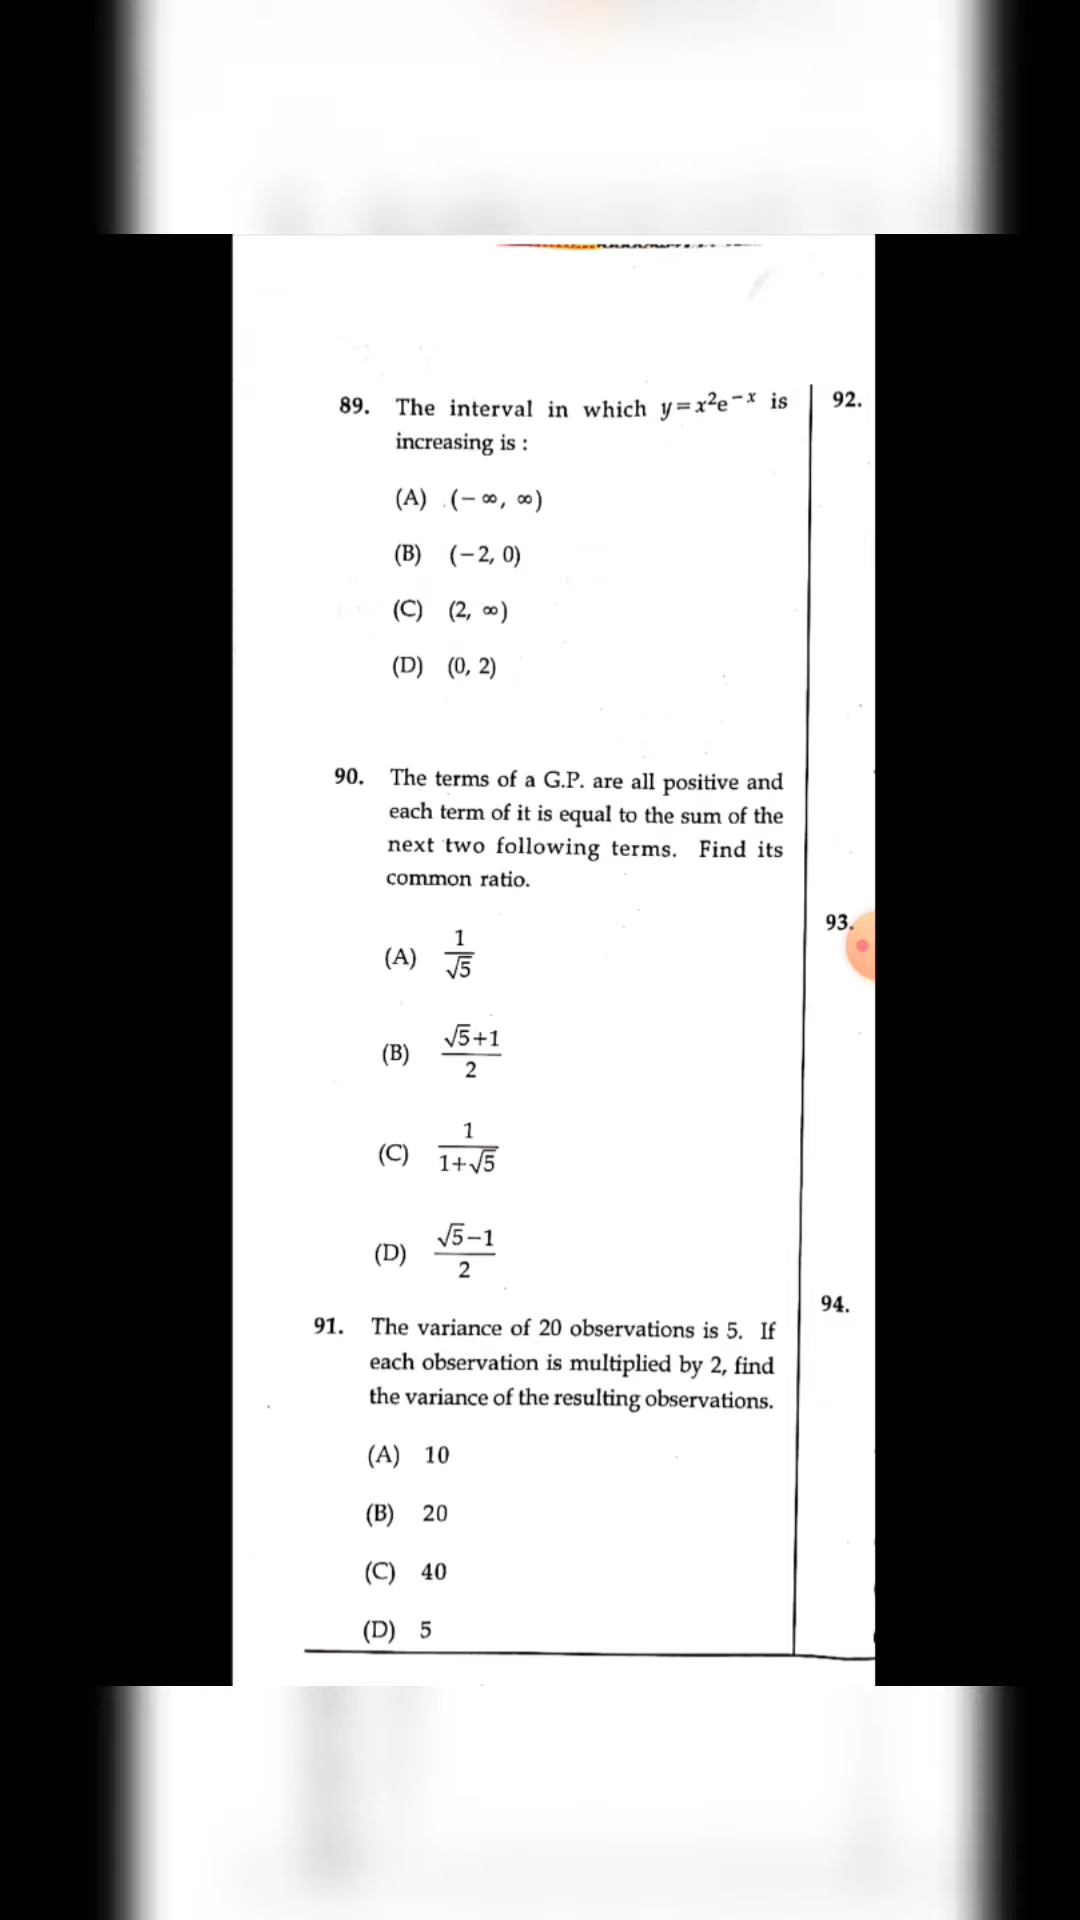 89. The interval in which y=x²e⁻ˣ is
increasing is :
(A) (−∞, ∞)
(B) (−2, 0)
(C) (2, ∞)
(D) (0, 2)
90. The terms of a G.P. are all positive and
each term of it is equal to the sum of the
next two following terms. Find its
common ratio.
(A) 1/√5
(B) (√5+1)/2
(C) 1/(1+√5)
(D) (√5−1)/2
91. The variance of 20 observations is 5. If
each observation is multiplied by 2, find
the variance of the resulting observations.
(A) 10
(B) 20
(C) 40
(D) 5
92.
93.
94.